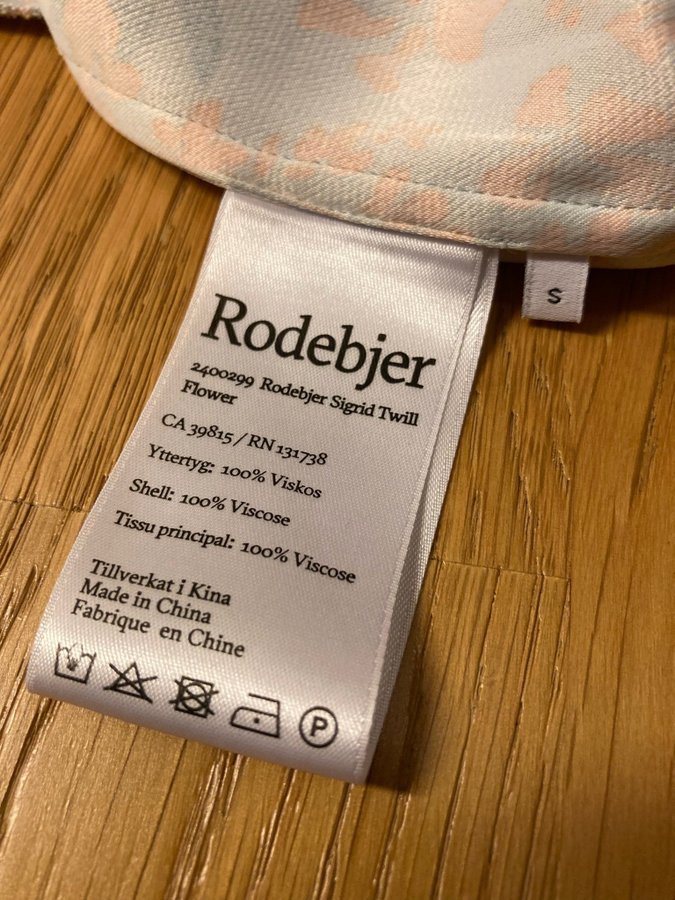 Rodebjer
2400299 Rodebjer Sigrid Twill
Flower
CA 39815 / RN 131738
Yttertyg: 100% Viskos
Shell: 100% Viscose
Tissu principal: 100% Viscose
Tillverkat i Kina
Made in China
Fabrique en Chine
P
S